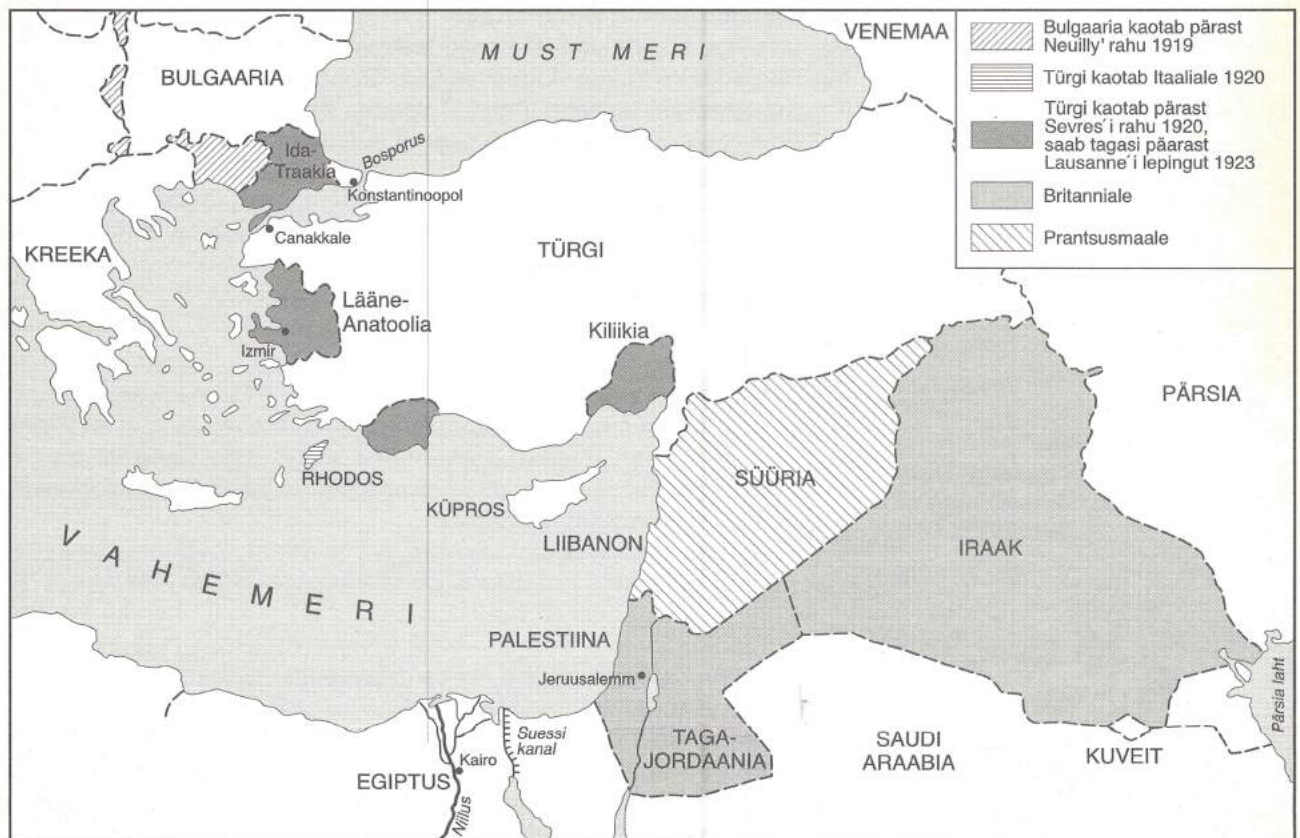 MUST MERI
VENEMAA
BULGAARIA
Ida-
Traakia
Bosporus
Konstantinoopol
Canakkale
KREEKA
TÜRGI
Lääne-
Anatoolia
Izmir
Kiliikia
PÄRSIA
RHODOS
KÜPROS
SÜÜRIA
LIIBANON
IRAAK
VAHEMERI
PALESTIINA
Jeruusalemm
Suessi
kanal
TAGA-
JORDAANIA
SAUDI
ARAABIA
KUVEIT
Pärsia laht
Kairo
EGIPTUS
Niilus
Bulgaaria kaotab pärast
Neuilly' rahu 1919
Türgi kaotab Itaaliale 1920
Türgi kaotab pärast
Sevres´i rahu 1920,
saab tagasi päarast
Lausanne´i lepingut 1923
Britanniale
Prantsusmaale